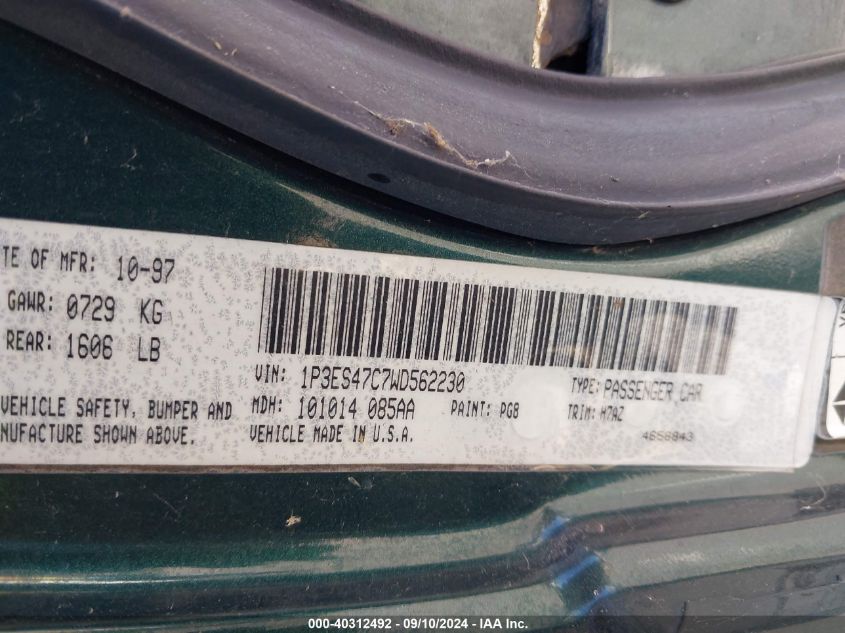 TE OF MFR: 10-97
GAWR: 0729 KG
REAR: 1606 LB
VIN: 1P3ES47C7WD562230
TYPE: PASSENGER CAR
VEHICLE SAFETY, BUMPER AND
MDH: 101014 085AA
PAINT: PG8
TRIM: M7AZ
NUFACTURE SHOWN ABOVE.
VEHICLE MADE IN U.S.A.
4658843
000-40312492 - 09/10/2024 - IAA Inc.